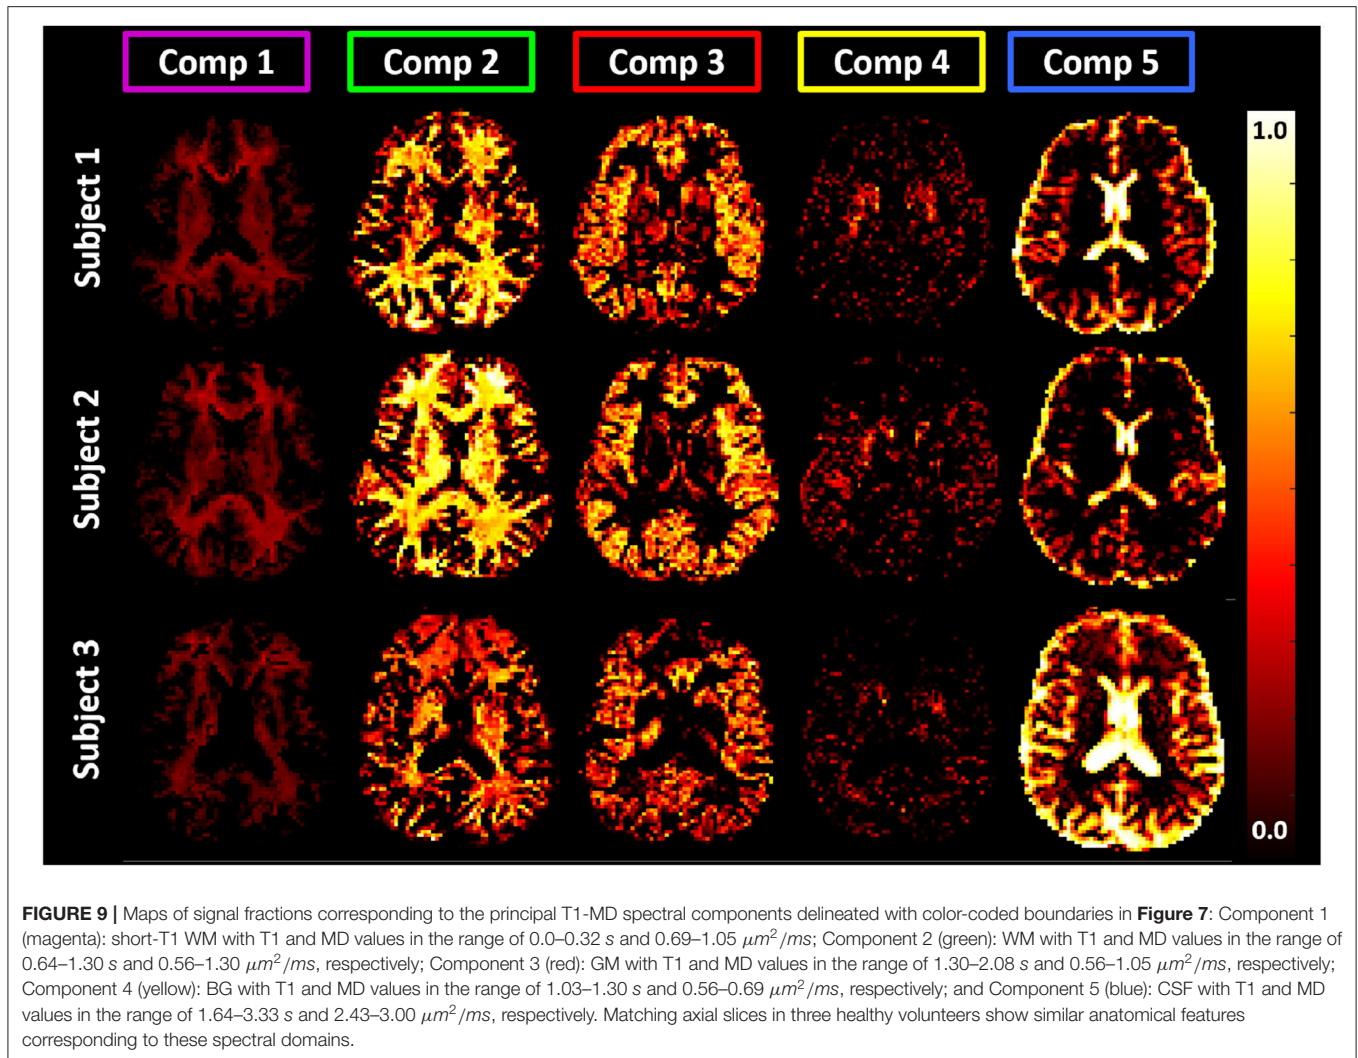 Comp 1 Comp 2 Comp 3 Comp 4 Comp 5
Subject 1
1.0
Subject 2
Subject 3
0.0
FIGURE 9 | Maps of signal fractions corresponding to the principal T1-MD spectral components delineated with color-coded boundaries in Figure 7: Component 1
(magenta): short-T1 WM with T1 and MD values in the range of 0.0–0.32 s and 0.69–1.05 μm²/ms; Component 2 (green): WM with T1 and MD values in the range of
0.64–1.30 s and 0.56–1.30 μm²/ms, respectively; Component 3 (red): GM with T1 and MD values in the range of 1.30–2.08 s and 0.56–1.05 μm²/ms, respectively;
Component 4 (yellow): BG with T1 and MD values in the range of 1.03–1.30 s and 0.56–0.69 μm²/ms, respectively; and Component 5 (blue): CSF with T1 and MD
values in the range of 1.64–3.33 s and 2.43–3.00 μm²/ms, respectively. Matching axial slices in three healthy volunteers show similar anatomical features
corresponding to these spectral domains.